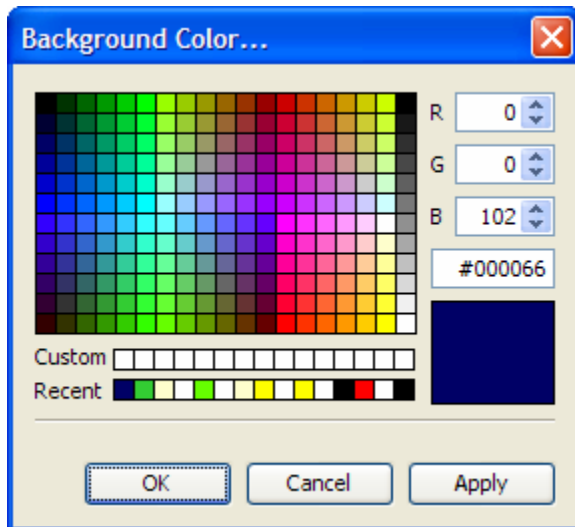 Background Color...
R 0
G 0
B 102
#000066
Custom
Recent
OK Cancel Apply